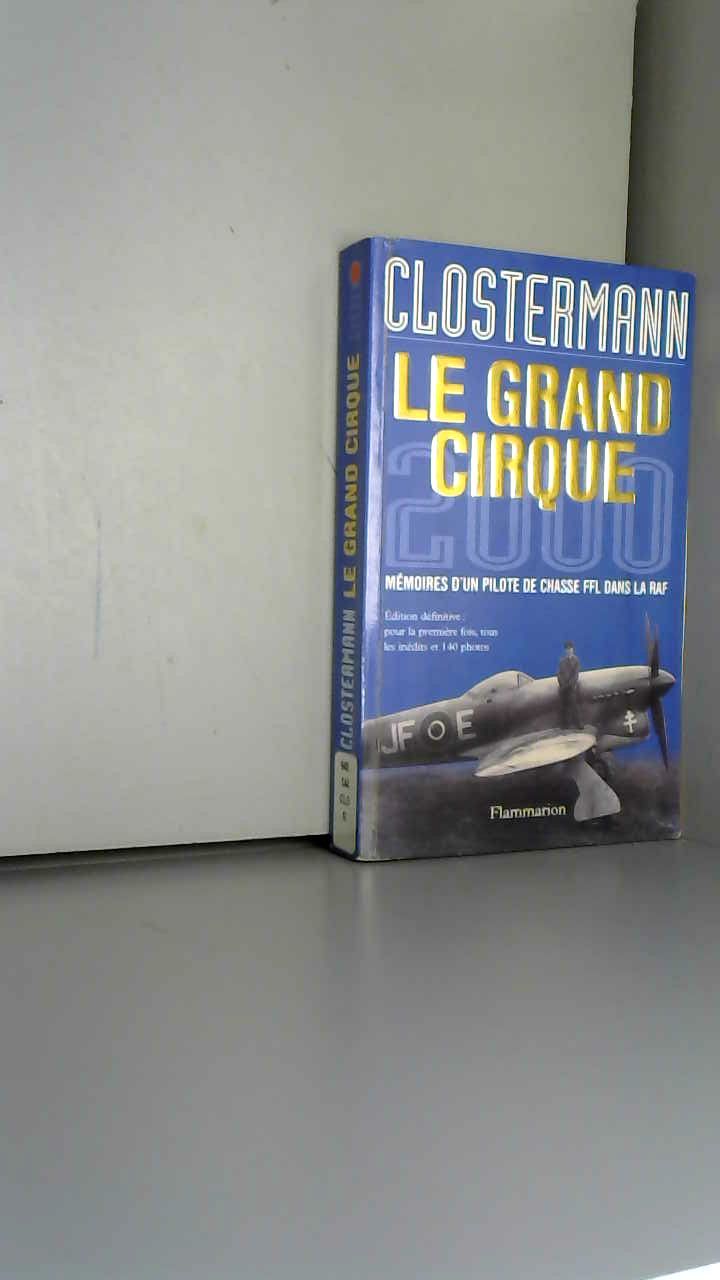 CLOSTERMANN
LE GRAND
CIRQUE
2000
MÉMOIRES D'UN PILOTE DE CHASSE FFL DANS LA RAF
Édition définitive :
pour la première fois, tous
les inédits et 140 photos
JF E
Flammarion
CLOSTERMANN LE GRAND CIRQUE